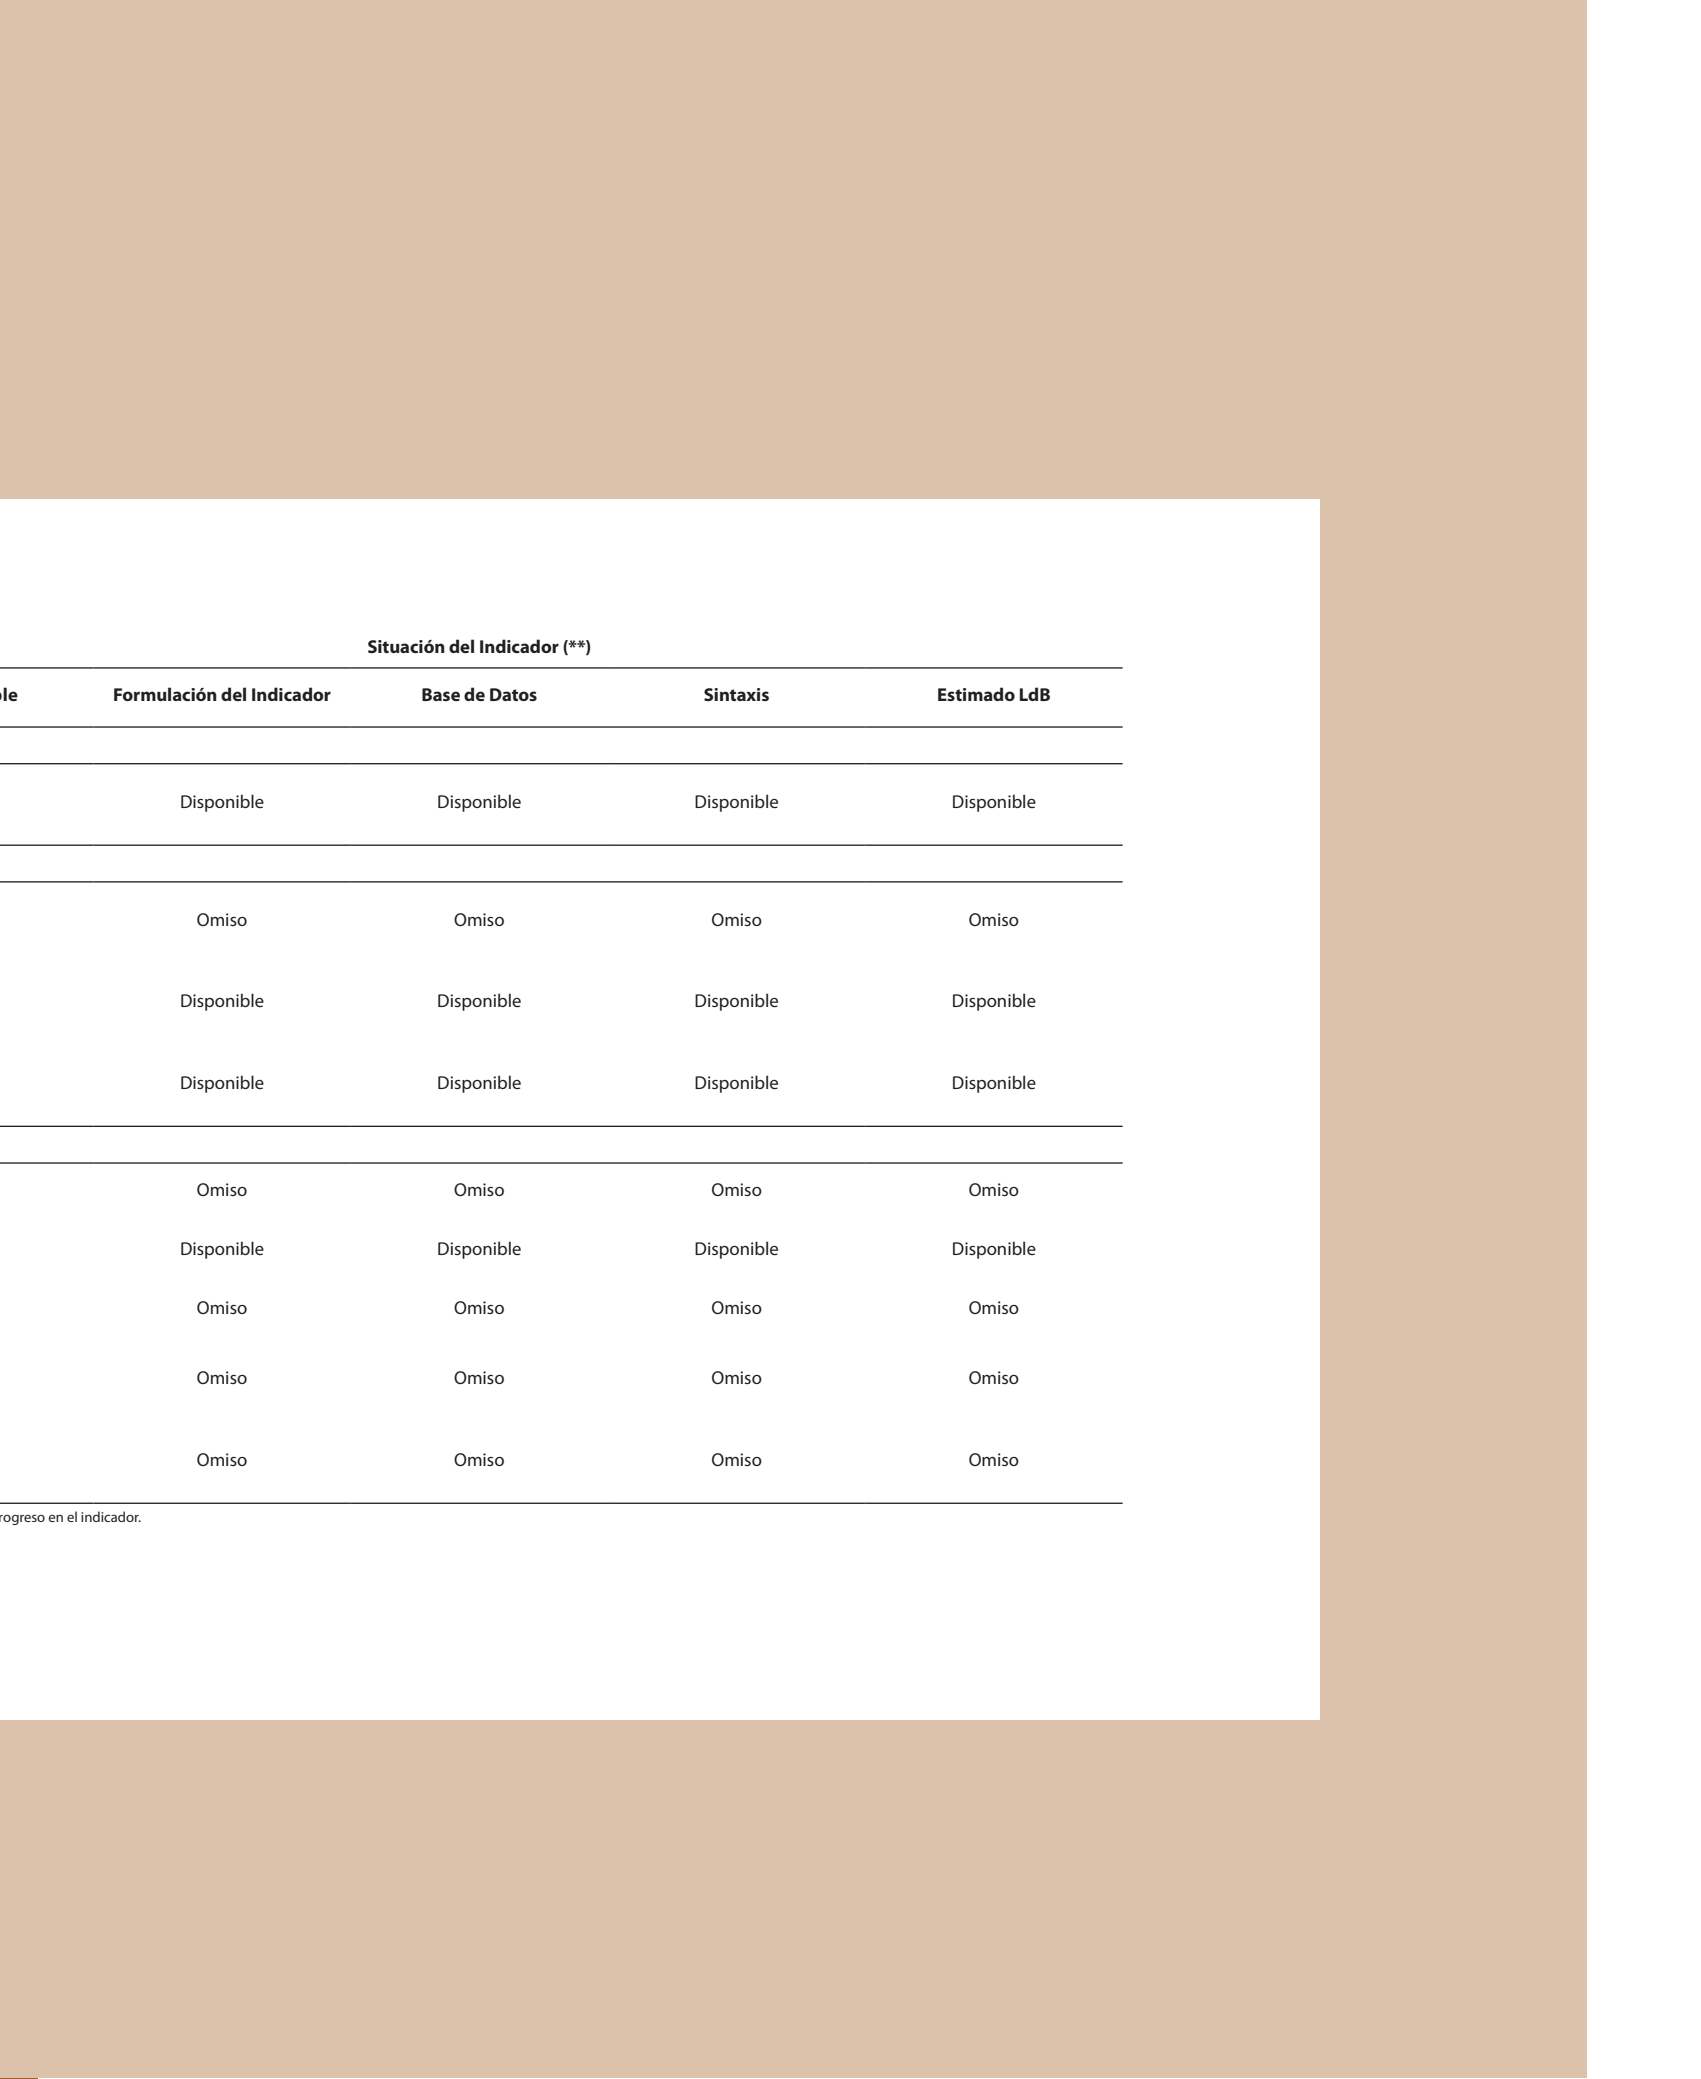 Situación del Indicador (**)
Formulación del Indicador Base de Datos Sintaxis Estimado LdB
Disponible Disponible Disponible Disponible
Omiso Omiso Omiso Omiso
Disponible Disponible Disponible Disponible
Disponible Disponible Disponible Disponible
Omiso Omiso Omiso Omiso
Disponible Disponible Disponible Disponible
Omiso Omiso Omiso Omiso
Omiso Omiso Omiso Omiso
Omiso Omiso Omiso Omiso
en el indicador.